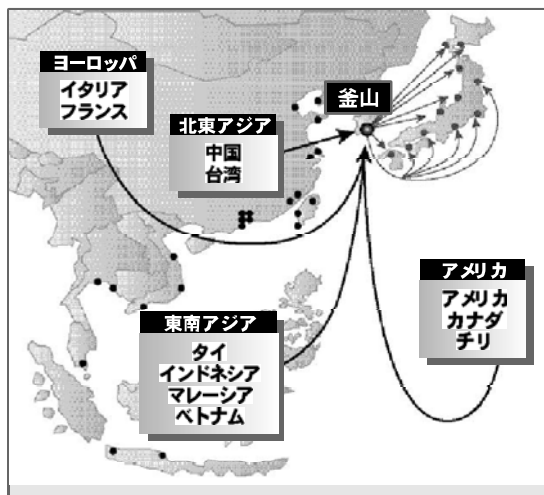 ヨーロッパ
イタリア
フランス
北東アジア
中国
台湾
釜山
東南アジア
タイ
インドネシア
マレーシア
ベトナム
アメリカ
アメリカ
カナダ
チリ